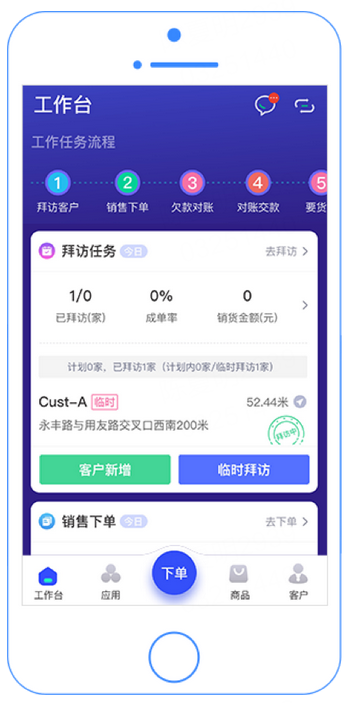 工作台
工作任务流程
1 2 3 4 5
拜访客户 销售下单 欠款对账 对账交款 要货
拜访任务 今日 去拜访 >
1/0 0% 0
已拜访(家) 成单率 销货金额(元) >
计划0家，已拜访1家（计划内0家/临时拜访1家）
Cust-A 临时 52.44米
永丰路与用友路交叉口西南200米
拜访中
客户新增 临时拜访
销售下单 今日 去下单 >
下单
工作台 应用 商品 客户